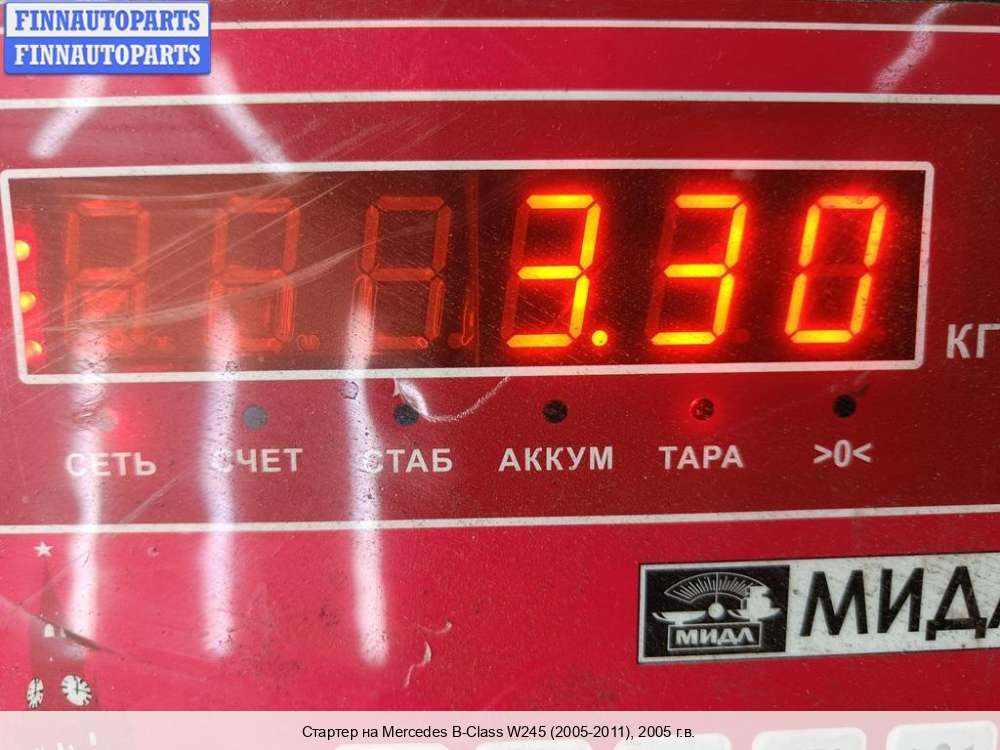 FINNAUTOPARTS
FINNAUTOPARTS
3.30
КГ
СЕТЬ СЧЕТ СТАБ АККУМ ТАРА >0<
МИДЛ МИДЛ
Стартер на Mercedes B-Class W245 (2005-2011), 2005 г.в.